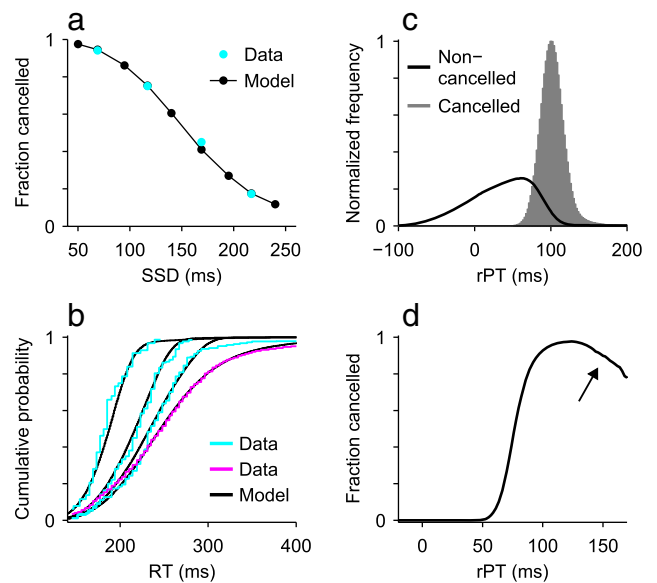 a
1
0
Fraction cancelled
Data
Model
50 100 150 200 250
SSD (ms)
c
1
0
Normalized frequency
Non−
cancelled
Cancelled
−100 0 100 200
rPT (ms)
b
1
0
Cumulative probability
Data
Data
Model
200 300 400
RT (ms)
d
1
0
Fraction cancelled
0 50 100 150
rPT (ms)